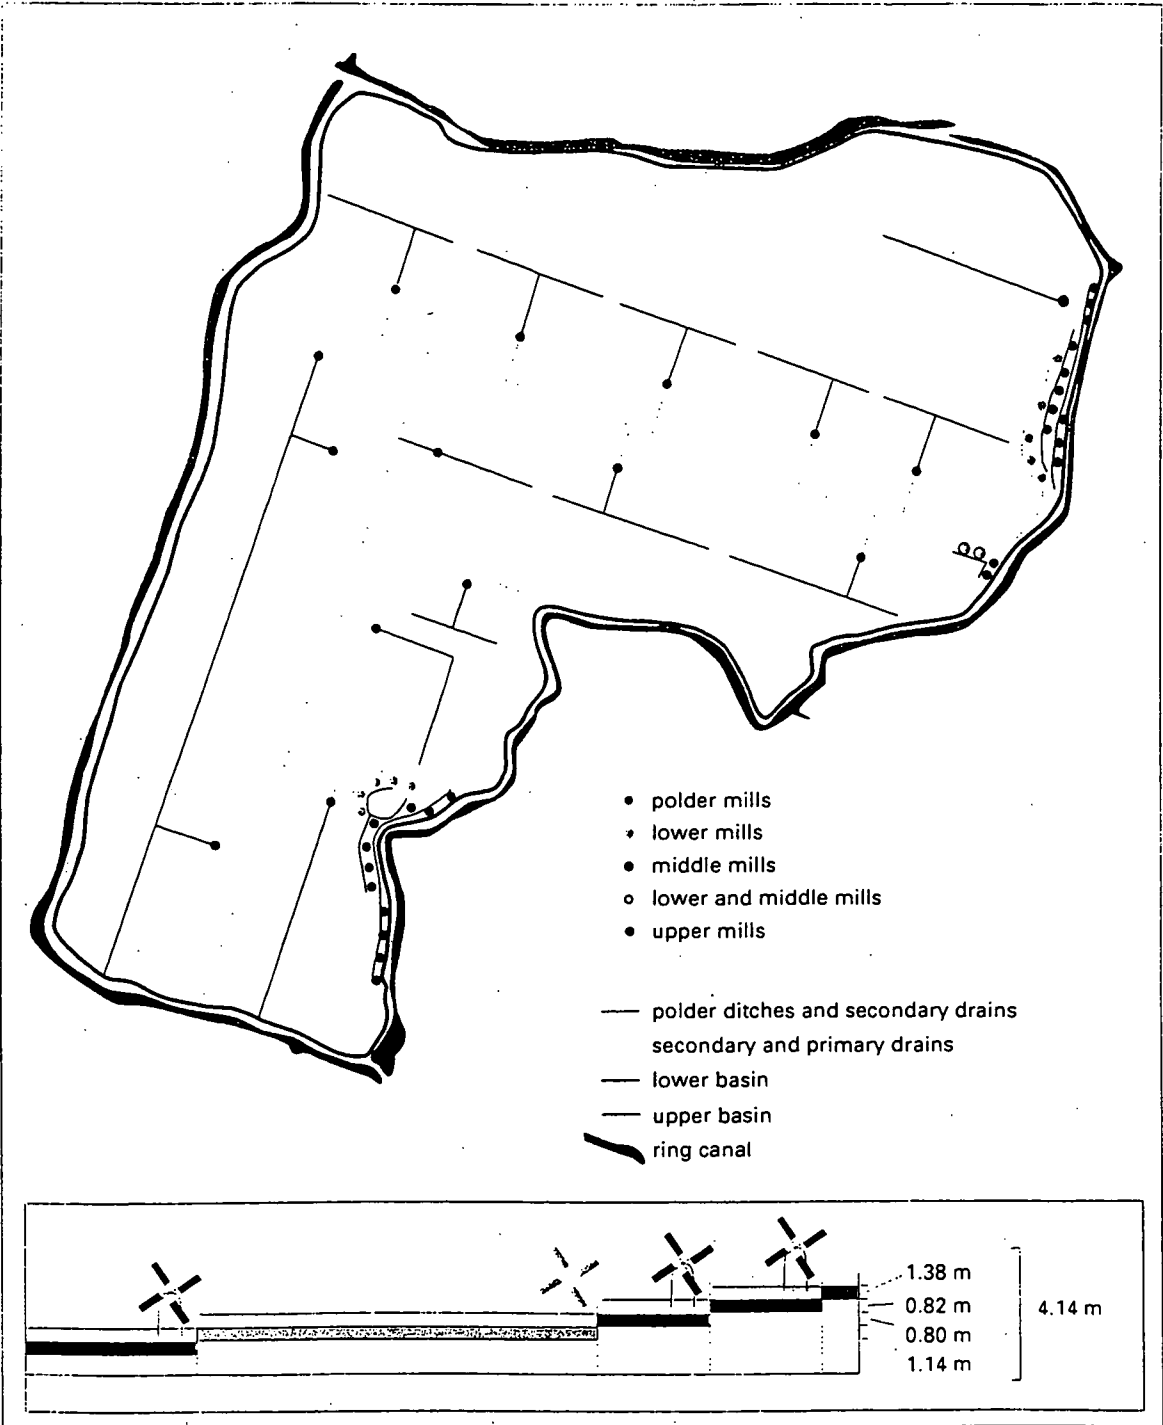 polder mills
lower mills
middle mills
lower and middle mills
upper mills
polder ditches and secondary drains
secondary and primary drains
lower basin
upper basin
ring canal
1.38 m
0.82 m
4.14 m
0.80 m
1.14 m